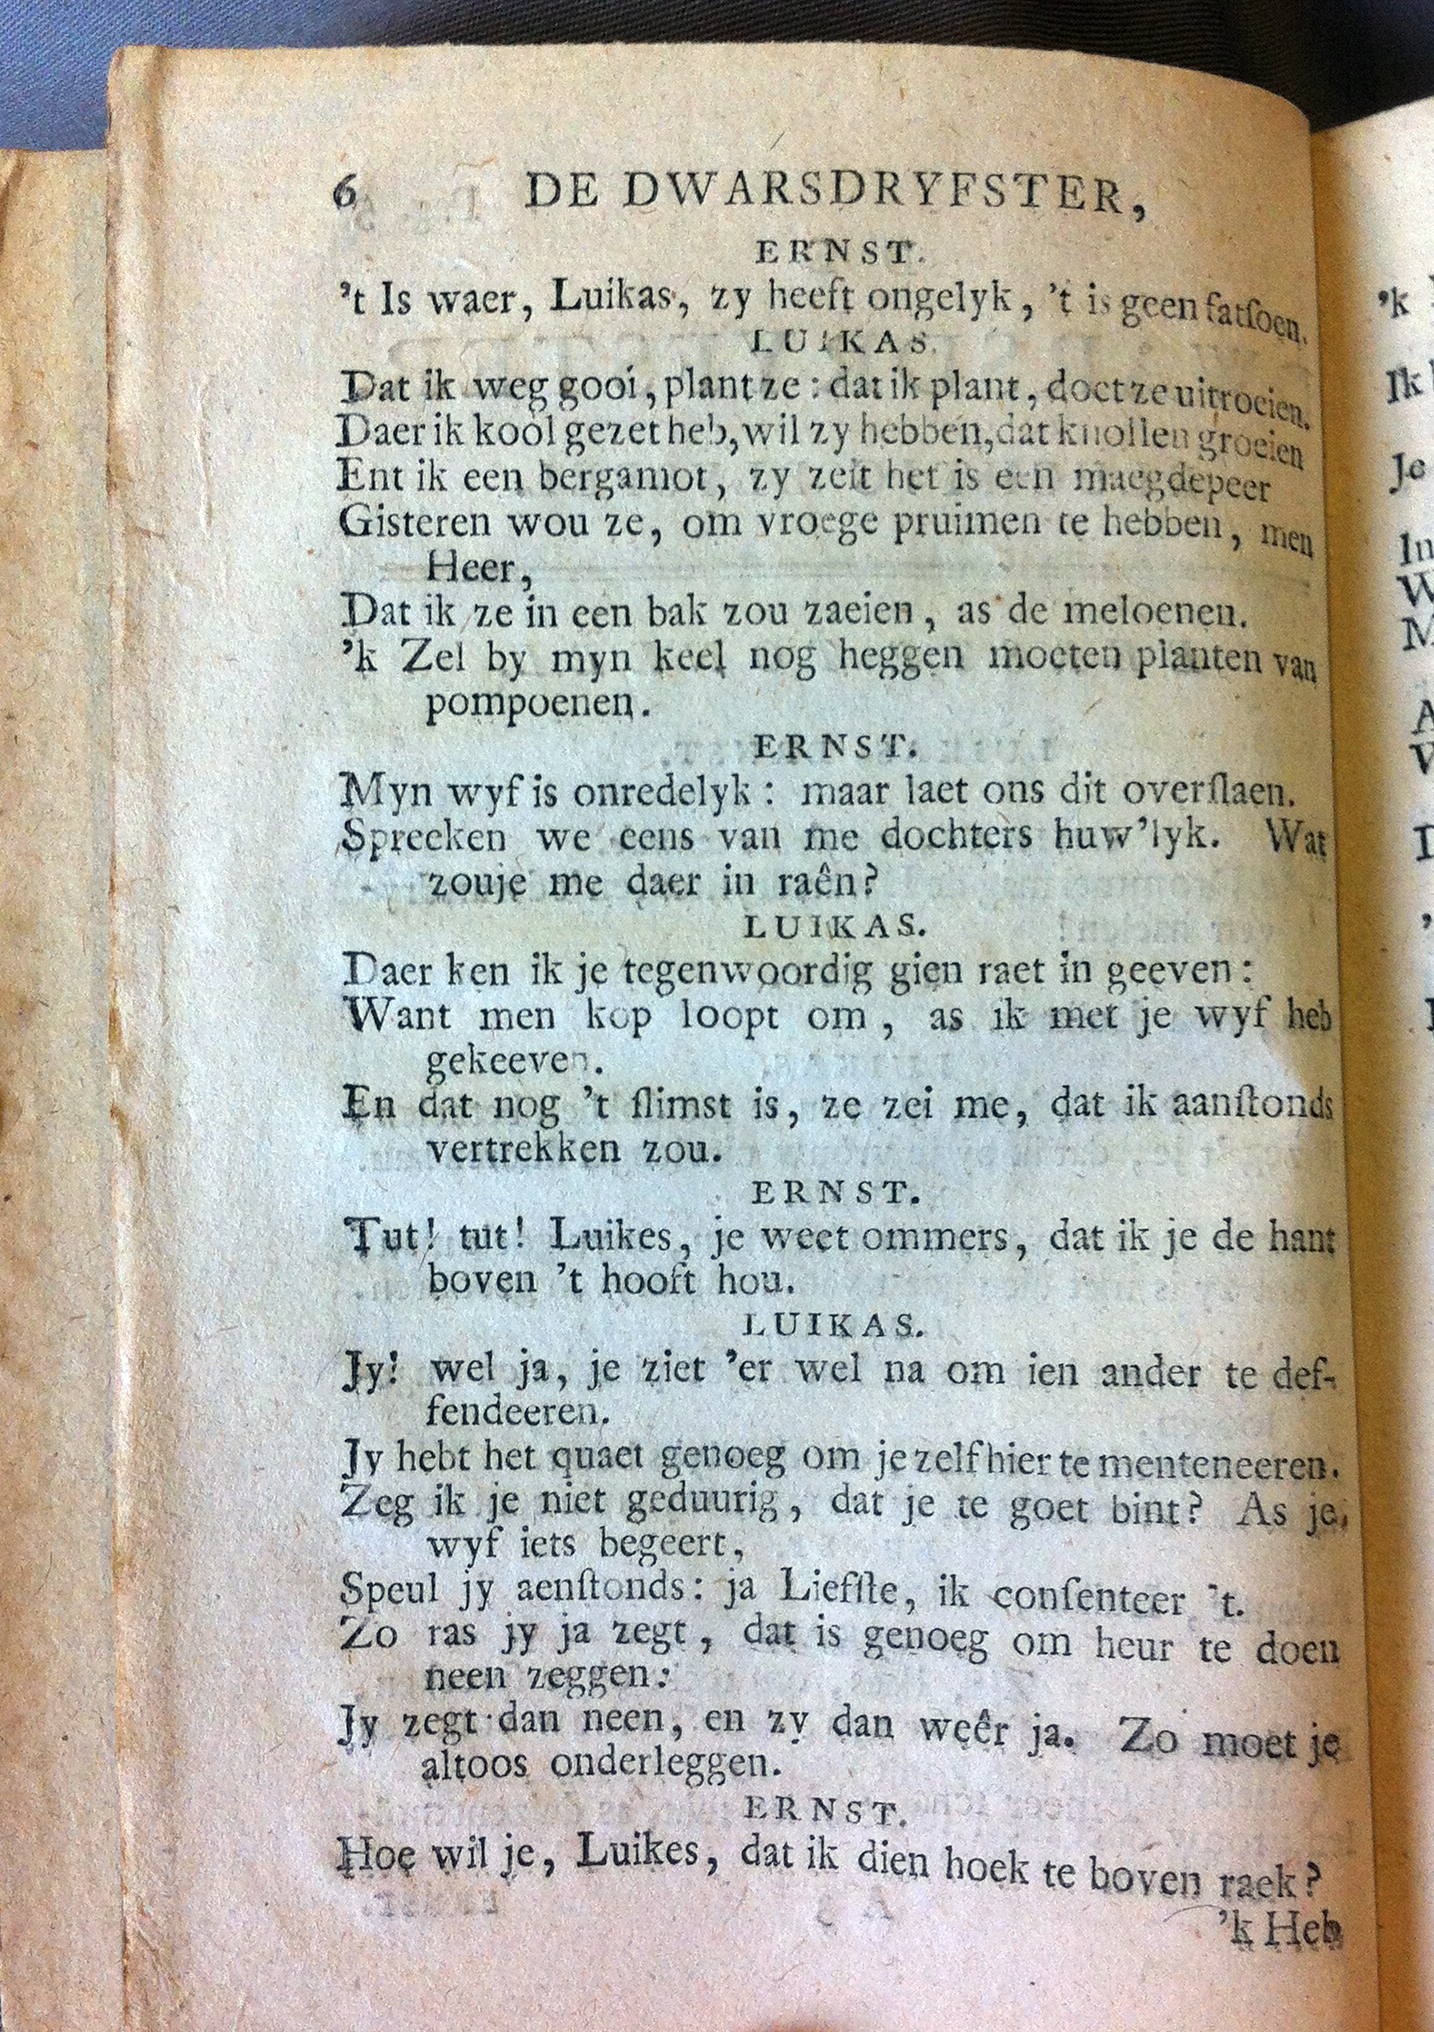 6 DE DWARSDRYFSTER,
ERNST.
’t Is waer, Luikas, zy heeft ongelyk, ’t is geen fatſoen.
LUIKAS.
Dat ik weg gooi, plant ze: dat ik plant, doet ze uitroeien.
Daer ik kool gezet heb, wil zy hebben, dat knollen groeien
Ent ik een bergamot, zy zeit het is een maegdepeer
Gisteren wou ze, om vroege pruimen te hebben, men
Heer,
Dat ik ze in een bak zou zaeien, as de meloenen.
’k Zel by myn keel nog heggen moeten planten van
pompoenen.
ERNST.
Myn wyf is onredelyk: maar laet ons dit overſlaen.
Spreeken we eens van me dochters huw’lyk. Wat
zouje me daer in raên?
LUIKAS.
Daer ken ik je tegenwoordig gien raet in geeven:
Want men kop loopt om, as ik met je wyf heb
gekeeven.
En dat nog ’t ſlimst is, ze zei me, dat ik aanſtonds
vertrekken zou.
ERNST.
Tut! tut! Luikes, je weet ommers, dat ik je de hant
boven ’t hooft hou.
LUIKAS.
Jy! wel ja, je ziet ’er wel na om ien ander te def-
fendeeren.
Jy hebt het quaet genoeg om je zelf hier te menteneeren.
Zeg ik je niet geduurig, dat je te goet bint? As je
wyf iets begeert,
Speul jy aenſtonds: ja Liefſte, ik conſenteer ’t.
Zo ras jy ja zegt, dat is genoeg om heur te doen
neen zeggen:
Jy zegt dan neen, en zy dan weêr ja. Zo moet je
altoos onderleggen.
ERNST.
Hoe wil je, Luikes, dat ik dien hoek te boven raek?
’k Heb
’k
Ik
Je
In